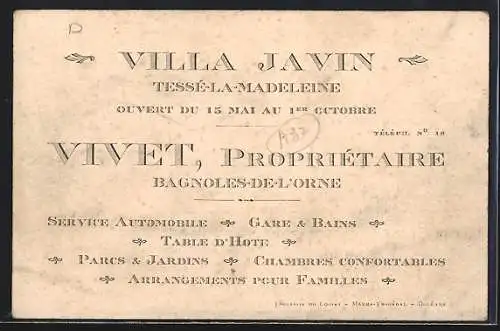 D
VILLA JAVIN
TESSÉ-LA-MADELEINE
OUVERT DU 15 MAI AU 1ER OCTOBRE
TÉLÉPH. No 18
VIVET, PROPRIÉTAIRE
BAGNOLES-DE-L'ORNE
SERVICE AUTOMOBILE GARE & BAINS
TABLE D'HOTE
PARCS & JARDINS CHAMBRES CONFORTABLES
ARRANGEMENTS POUR FAMILLES
DU